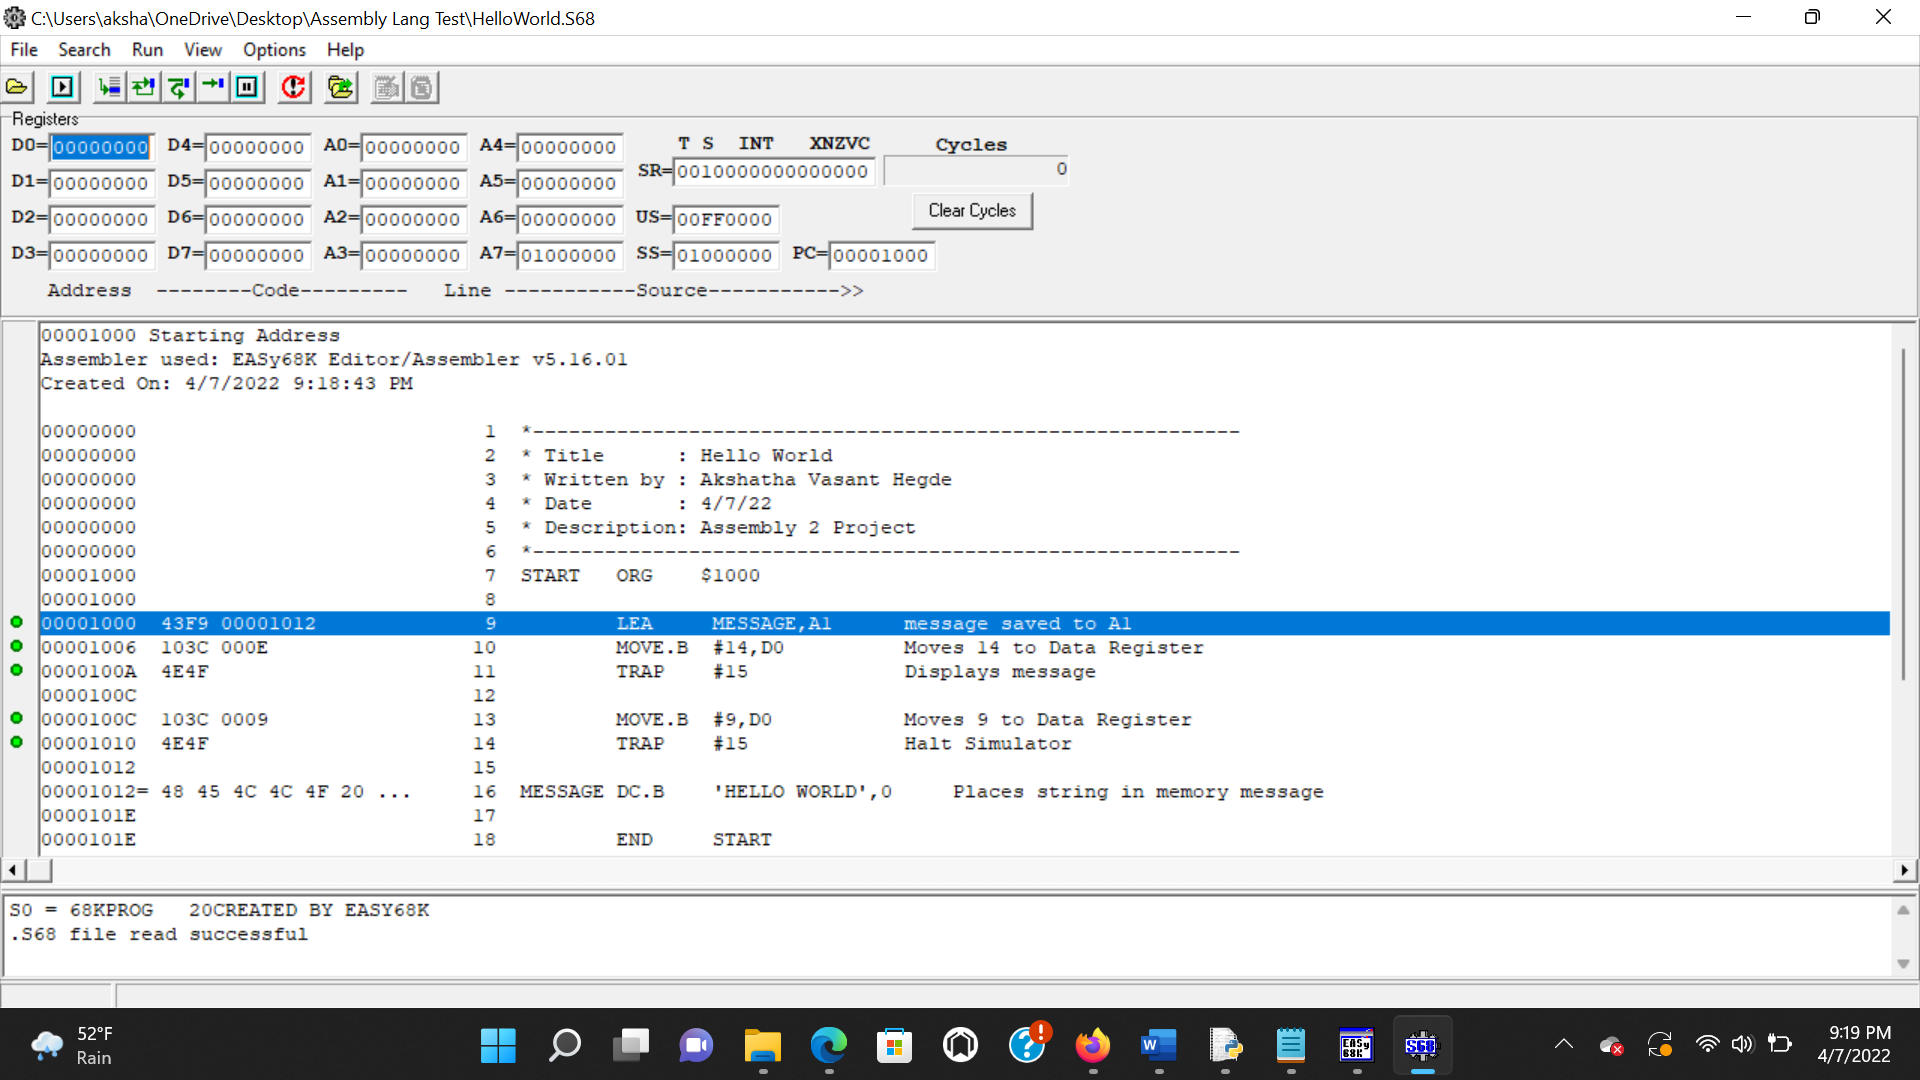 C:\Users\aksha\OneDrive\Desktop\Assembly Lang Test\HelloWorld.S68
File Search Run View Options Help
Registers
D0=00000000 D4=00000000 A0=00000000 A4=00000000 T S INT XNZVC Cycles
D1=00000000 D5=00000000 A1=00000000 A5=00000000 SR=0010000000000000 0
D2=00000000 D6=00000000 A2=00000000 A6=00000000 US=00FF0000 Clear Cycles
D3=00000000 D7=00000000 A3=00000000 A7=01000000 SS=01000000 PC=00001000
Address --------Code--------- Line -----------Source----------->>
00001000 Starting Address
Assembler used: EASy68K Editor/Assembler v5.16.01
Created On: 4/7/2022 9:18:43 PM
00000000 1 *-----------------------------------------------------------
00000000 2 * Title : Hello World
00000000 3 * Written by : Akshatha Vasant Hegde
00000000 4 * Date : 4/7/22
00000000 5 * Description: Assembly 2 Project
00000000 6 *-----------------------------------------------------------
00001000 7 START ORG $1000
00001000 8
00001000 43F9 00001012 9 LEA MESSAGE,A1 message saved to A1
00001006 103C 000E 10 MOVE.B #14,D0 Moves 14 to Data Register
0000100A 4E4F 11 TRAP #15 Displays message
0000100C 12
0000100C 103C 0009 13 MOVE.B #9,D0 Moves 9 to Data Register
00001010 4E4F 14 TRAP #15 Halt Simulator
00001012 15
00001012= 48 45 4C 4C 4F 20 ... 16 MESSAGE DC.B 'HELLO WORLD',0 Places string in memory message
0000101E 17
0000101E 18 END START
S0 = 68KPROG 20CREATED BY EASY68K
.S68 file read successful
52°F
Rain
W
EASy
68K
S68
9:19 PM
4/7/2022